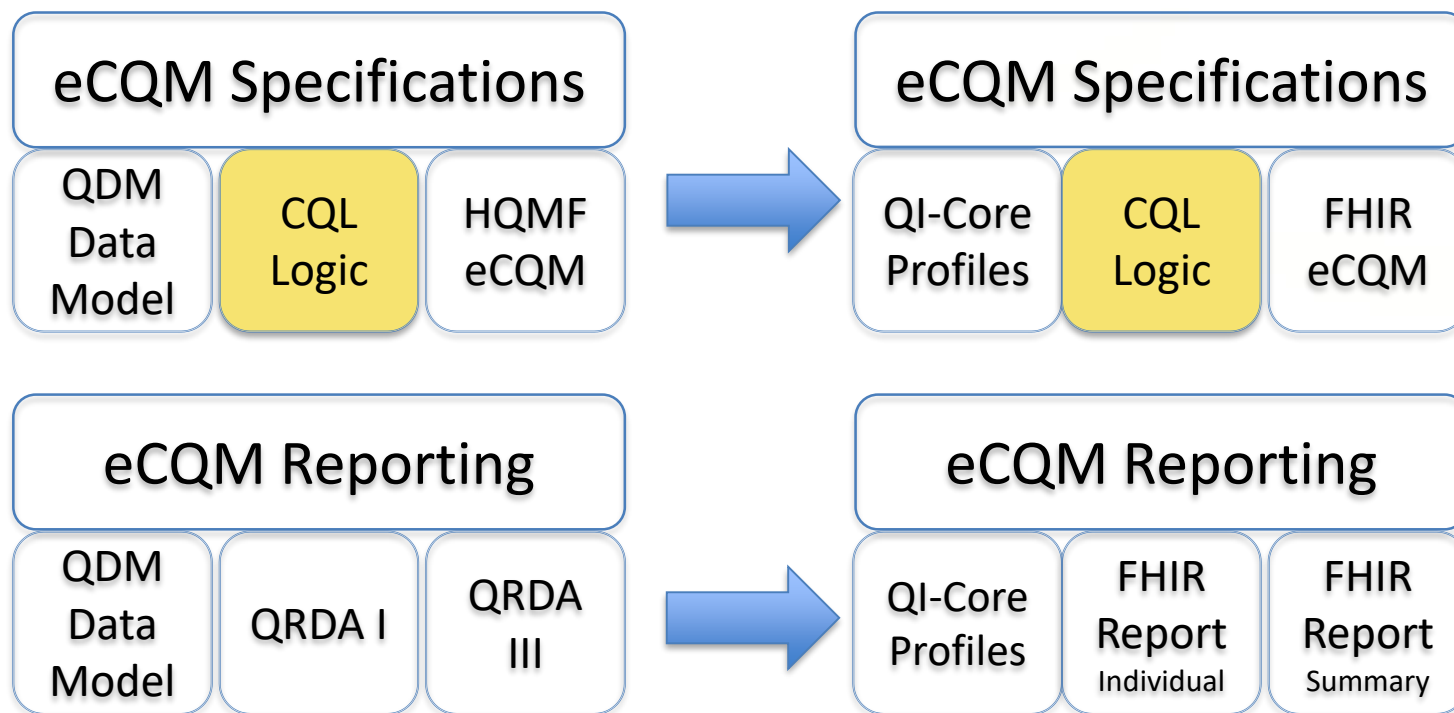 eCQM Specifications
QDM
Data
Model
CQL
Logic
HQMF
eCQM
eCQM Specifications
QI-Core
Profiles
CQL
Logic
FHIR
eCQM
eCQM Reporting
QDM
Data
Model
QRDA I
QRDA
III
eCQM Reporting
QI-Core
Profiles
FHIR
Report
Individual
FHIR
Report
Summary